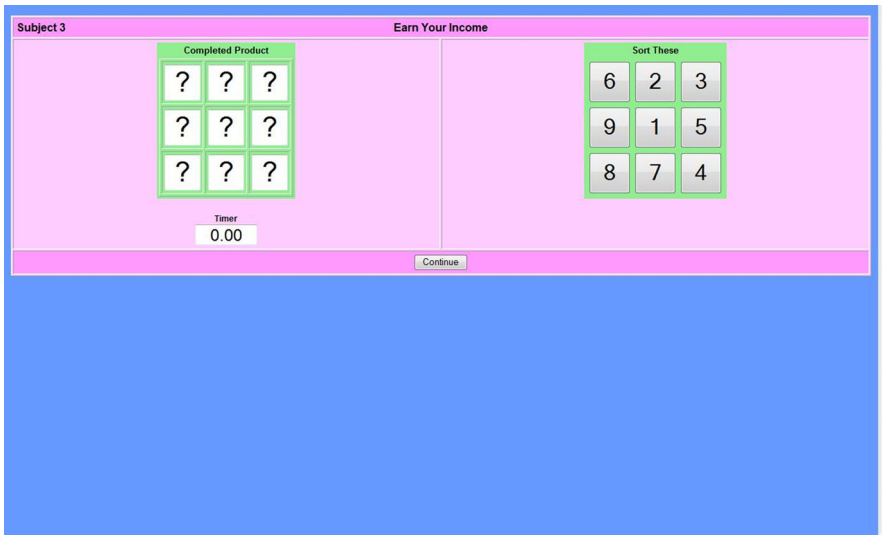 Subject 3
Earn Your Income
Completed Product
? ? ?
? ? ?
? ? ?
Timer
0.00
Sort These
6 2 3
9 1 5
8 7 4
Continue